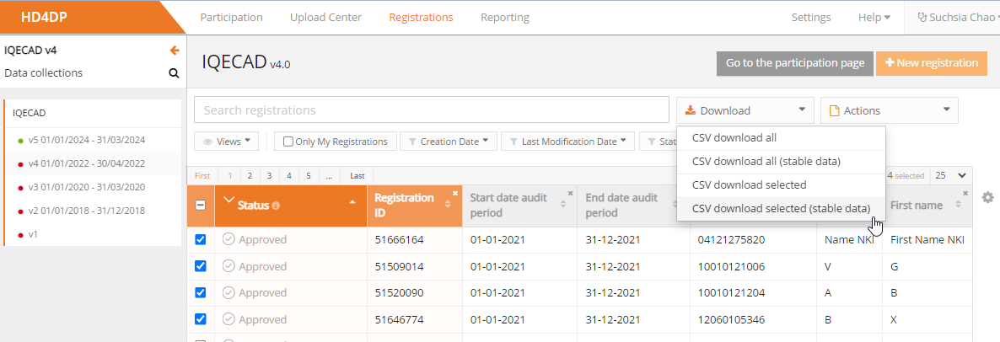 HD4DP
Participation Upload Center Registrations Reporting Settings Help Suchsia Chao
IQECAD v4
Data collections
IQECAD v4.0
Go to the participation page
New registration
IQECAD
v5 01/01/2024 - 31/03/2024
v4 01/01/2022 - 30/04/2022
v3 01/01/2020 - 31/03/2020
v2 01/01/2018 - 31/12/2018
v1
Search registrations
Download
Actions
CSV download all
CSV download all (stable data)
CSV download selected
CSV download selected (stable data)
Views Only My Registrations Creation Date Last Modification Date Stat
First 1 2 3 4 5 ... Last 4 selected 25
Status Registration ID Start date audit period End date audit period First name
Approved 51666164 01-01-2021 31-12-2021 04121275820 Name NKI First Name NKI
Approved 51509014 01-01-2021 31-12-2021 10010121006 V G
Approved 51520090 01-01-2021 31-12-2021 10010121204 A B
Approved 51646774 01-01-2021 31-12-2021 12060105346 B X